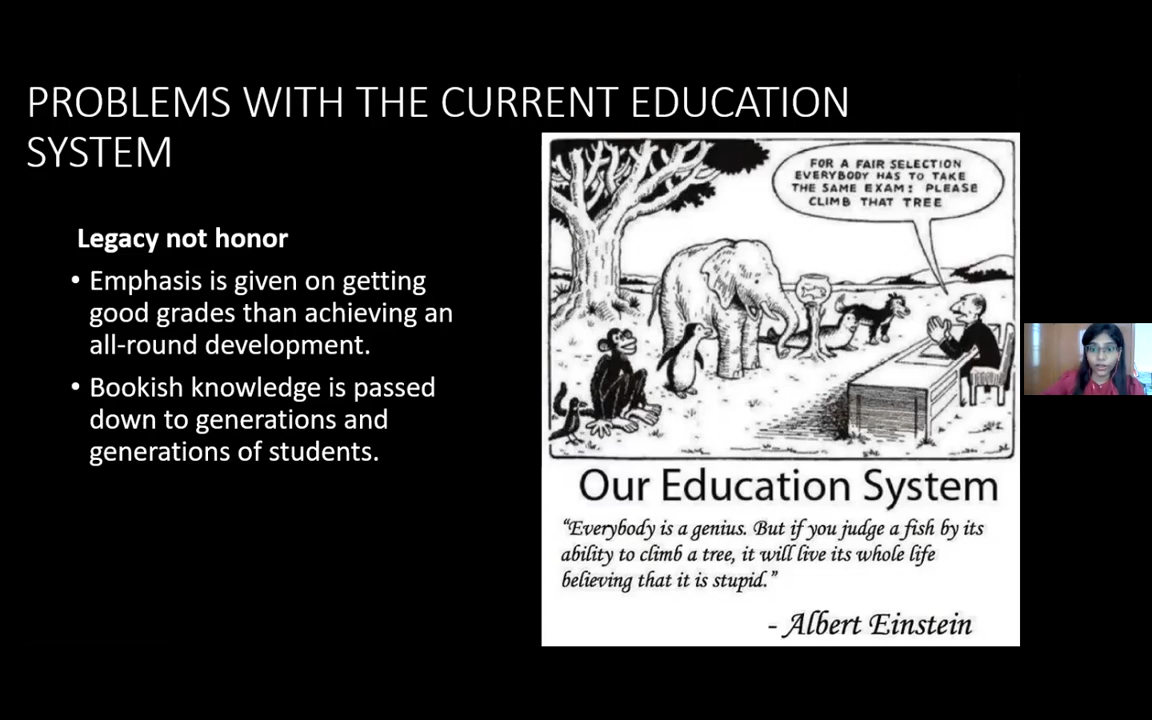 PROBLEMS WITH THE CURRENT EDUCATION
SYSTEM
Legacy not honor
• Emphasis is given on getting
good grades than achieving an
all-round development.
• Bookish knowledge is passed
down to generations and
generations of students.
FOR A FAIR SELECTION
EVERYBODY HAS TO TAKE
THE SAME EXAM: PLEASE
CLIMB THAT TREE
Our Education System
“Everybody is a genius. But if you judge a fish by its
ability to climb a tree, it will live its whole life
believing that it is stupid.”
- Albert Einstein